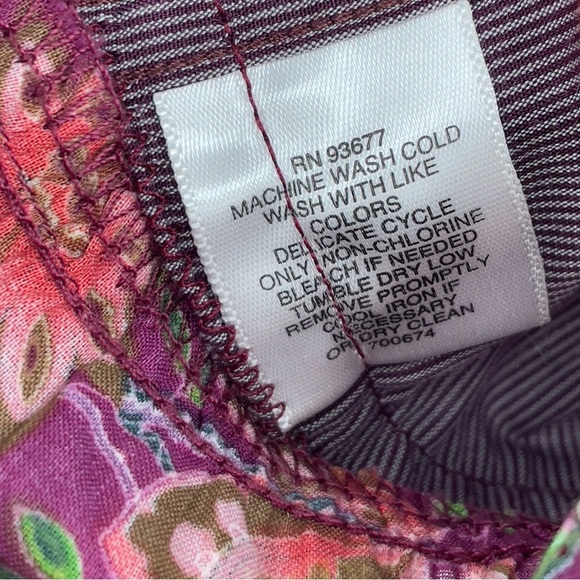 RN 93677
MACHINE WASH COLD
WASH WITH LIKE
COLORS
DELICATE CYCLE
ONLY NON-CHLORINE
BLEACH IF NEEDED
TUMBLE DRY LOW
REMOVE PROMPTLY
COOL IRON IF
NECESSARY
OR DRY CLEAN
700674